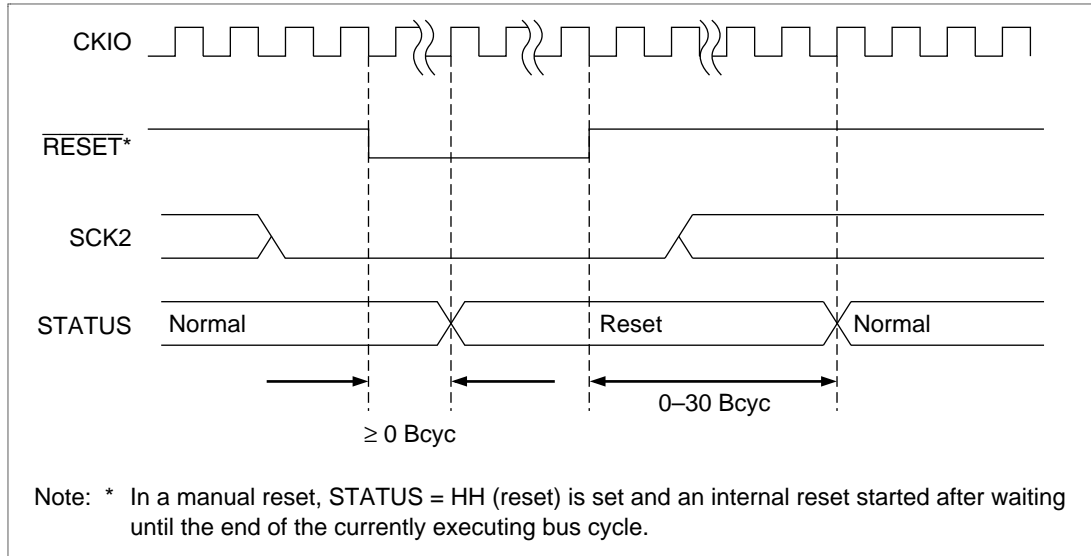 CKIO
RESET*
SCK2
STATUS
Normal
Reset
Normal
0–30 Bcyc
≥ 0 Bcyc
Note: * In a manual reset, STATUS = HH (reset) is set and an internal reset started after waiting
until the end of the currently executing bus cycle.